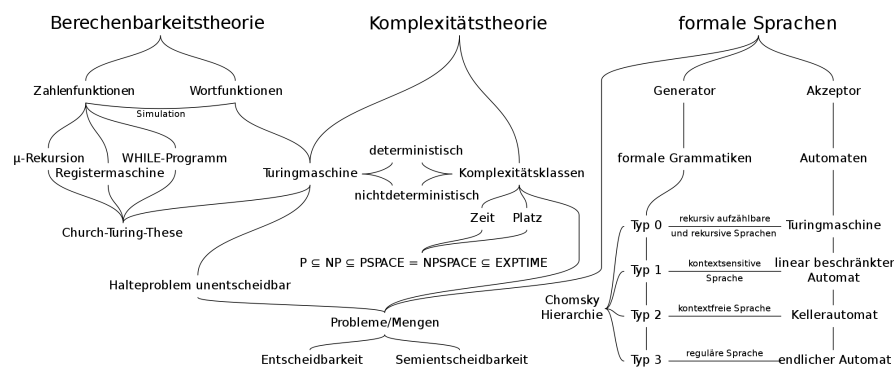 Berechenbarkeitstheorie
Komplexitätstheorie
formale Sprachen
Zahlenfunktionen
Wortfunktionen
Generator
Akzeptor
Simulation
deterministisch
μ-Rekursion
WHILE-Programm
formale Grammatiken
Automaten
Registermaschine
Turingmaschine
Komplexitätsklassen
nichtdeterministisch
Zeit
Platz
Typ 0
rekursiv aufzählbare
und rekursive Sprachen
Turingmaschine
Church-Turing-These
P ⊆ NP ⊆ PSPACE = NPSPACE ⊆ EXPTIME
Typ 1
kontextsensitive
Sprache
linear beschränkter
Automat
Halteproblem unentscheidbar
Chomsky
Hierarchie
Typ 2
kontextfreie Sprache
Kellerautomat
Probleme/Mengen
Entscheidbarkeit
Semientscheidbarkeit
Typ 3
reguläre Sprache
endlicher Automat